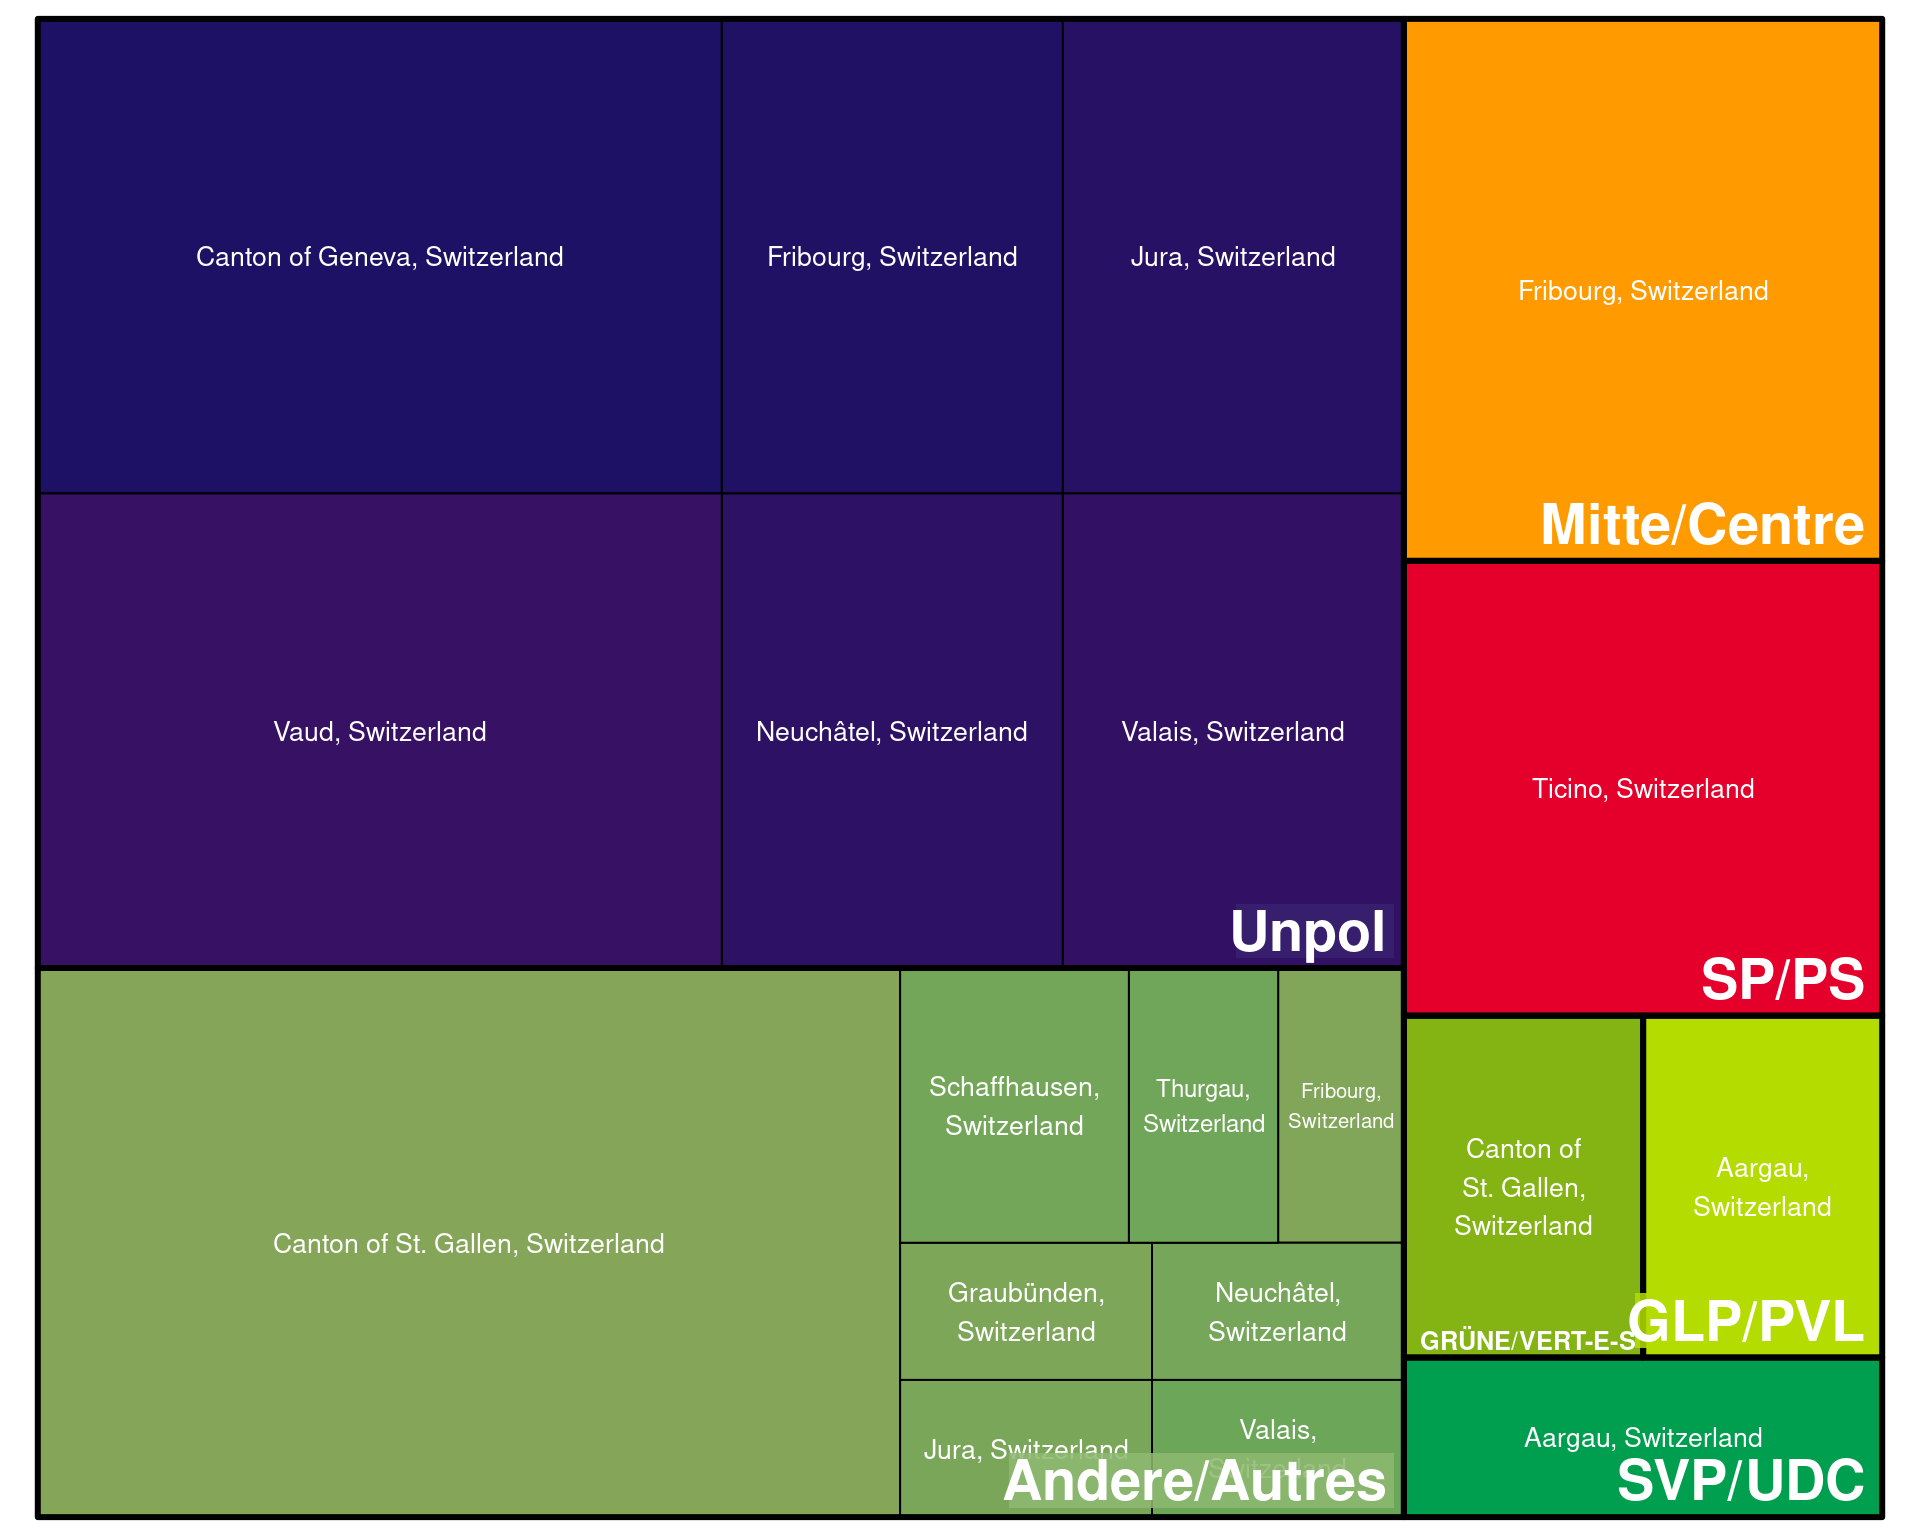 Canton of Geneva, Switzerland
Fribourg, Switzerland
Jura, Switzerland
Vaud, Switzerland
Neuchâtel, Switzerland
Valais, Switzerland
Unpol
Fribourg, Switzerland
Mitte/Centre
Ticino, Switzerland
SP/PS
Canton of St. Gallen, Switzerland
Schaffhausen,
Switzerland
Thurgau,
Switzerland
Fribourg,
Switzerland
Graubünden,
Switzerland
Neuchâtel,
Switzerland
Jura, Switzerland
Valais,
Switzerland
Andere/Autres
Canton of
St. Gallen,
Switzerland
GRÜNE/VERT-E-S
Aargau,
Switzerland
GLP/PVL
Aargau, Switzerland
SVP/UDC